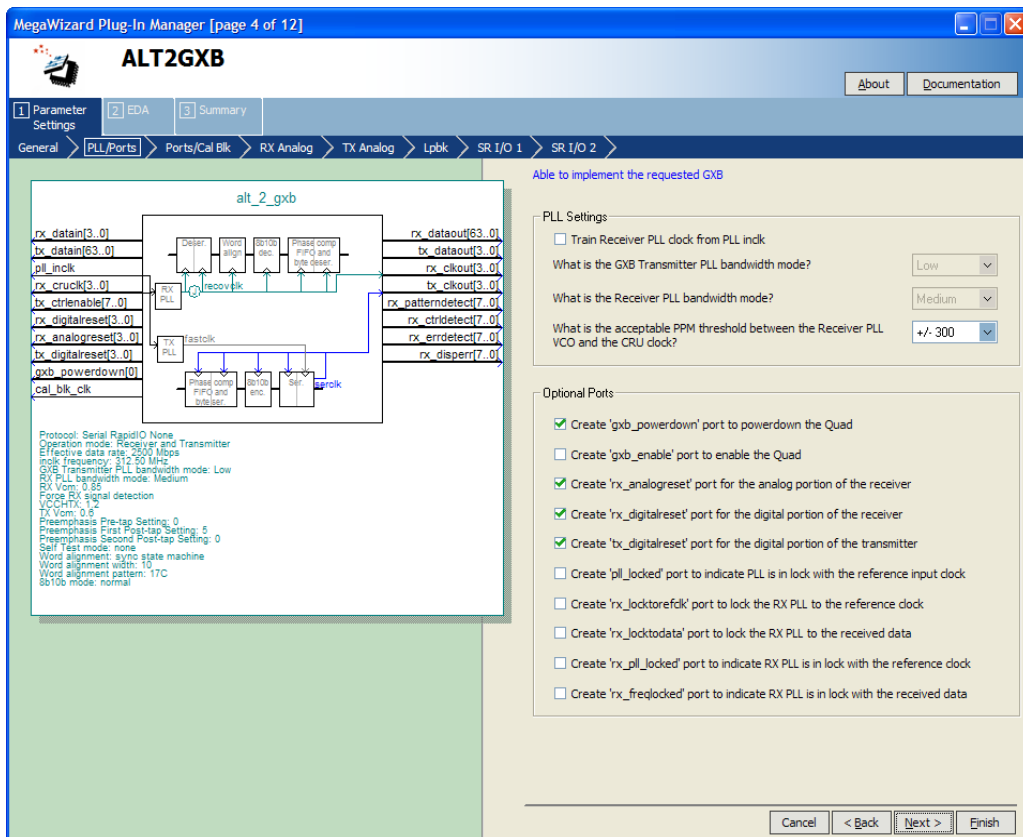 MegaWizard Plug-In Manager [page 4 of 12]
ALT2GXB
About
Documentation
1 Parameter Settings
2 EDA
3 Summary
General
PLL/Ports
Ports/Cal Blk
RX Analog
TX Analog
Lpbk
SR I/O 1
SR I/O 2
alt_2_gxb
rx_datain[3..0]
tx_datain[63..0]
pll_inclk
rx_cruclk[3..0]
tx_ctrlenable[7..0]
rx_digitalreset[3..0]
rx_analogreset[3..0]
tx_digitalreset[3..0]
gxb_powerdown[0]
cal_blk_clk
Deser.
Word align
8b10b dec.
Phase comp FIFO and byte deser.
RX PLL
recovclk
TX PLL
fastclk
Phase comp FIFO and byte ser.
8b10b enc.
Ser.
serclk
rx_dataout[63..0]
tx_dataout[3..0]
rx_clkout[3..0]
tx_clkout[3..0]
rx_patterndetect[7..0]
rx_ctrldetect[7..0]
rx_errdetect[7..0]
rx_disperr[7..0]
Protocol: Serial RapidIO None
Operation mode: Receiver and Transmitter
Effective data rate: 2500 Mbps
inclk frequency: 312.50 MHz
GXB Transmitter PLL bandwidth mode: Low
RX PLL bandwidth mode: Medium
RX Vcm: 0.85
Force RX signal detection
VCCHTX: 1.2
TX Vcm: 0.6
Preemphasis Pre-tap Setting: 0
Preemphasis First Post-tap Setting: 5
Preemphasis Second Post-tap Setting: 0
Self Test mode: none
Word alignment: sync state machine
Word alignment width: 10
Word alignment pattern: 17C
8b10b mode: normal
Able to implement the requested GXB
PLL Settings
Train Receiver PLL clock from PLL inclk
What is the GXB Transmitter PLL bandwidth mode?
Low
What is the Receiver PLL bandwidth mode?
Medium
What is the acceptable PPM threshold between the Receiver PLL
VCO and the CRU clock?
+/- 300
Optional Ports
Create 'gxb_powerdown' port to powerdown the Quad
Create 'gxb_enable' port to enable the Quad
Create 'rx_analogreset' port for the analog portion of the receiver
Create 'rx_digitalreset' port for the digital portion of the receiver
Create 'tx_digitalreset' port for the digital portion of the transmitter
Create 'pll_locked' port to indicate PLL is in lock with the reference input clock
Create 'rx_locktorefclk' port to lock the RX PLL to the reference clock
Create 'rx_locktodata' port to lock the RX PLL to the received data
Create 'rx_pll_locked' port to indicate RX PLL is in lock with the reference clock
Create 'rx_freqlocked' port to indicate RX PLL is in lock with the received data
Cancel
< Back
Next >
Finish